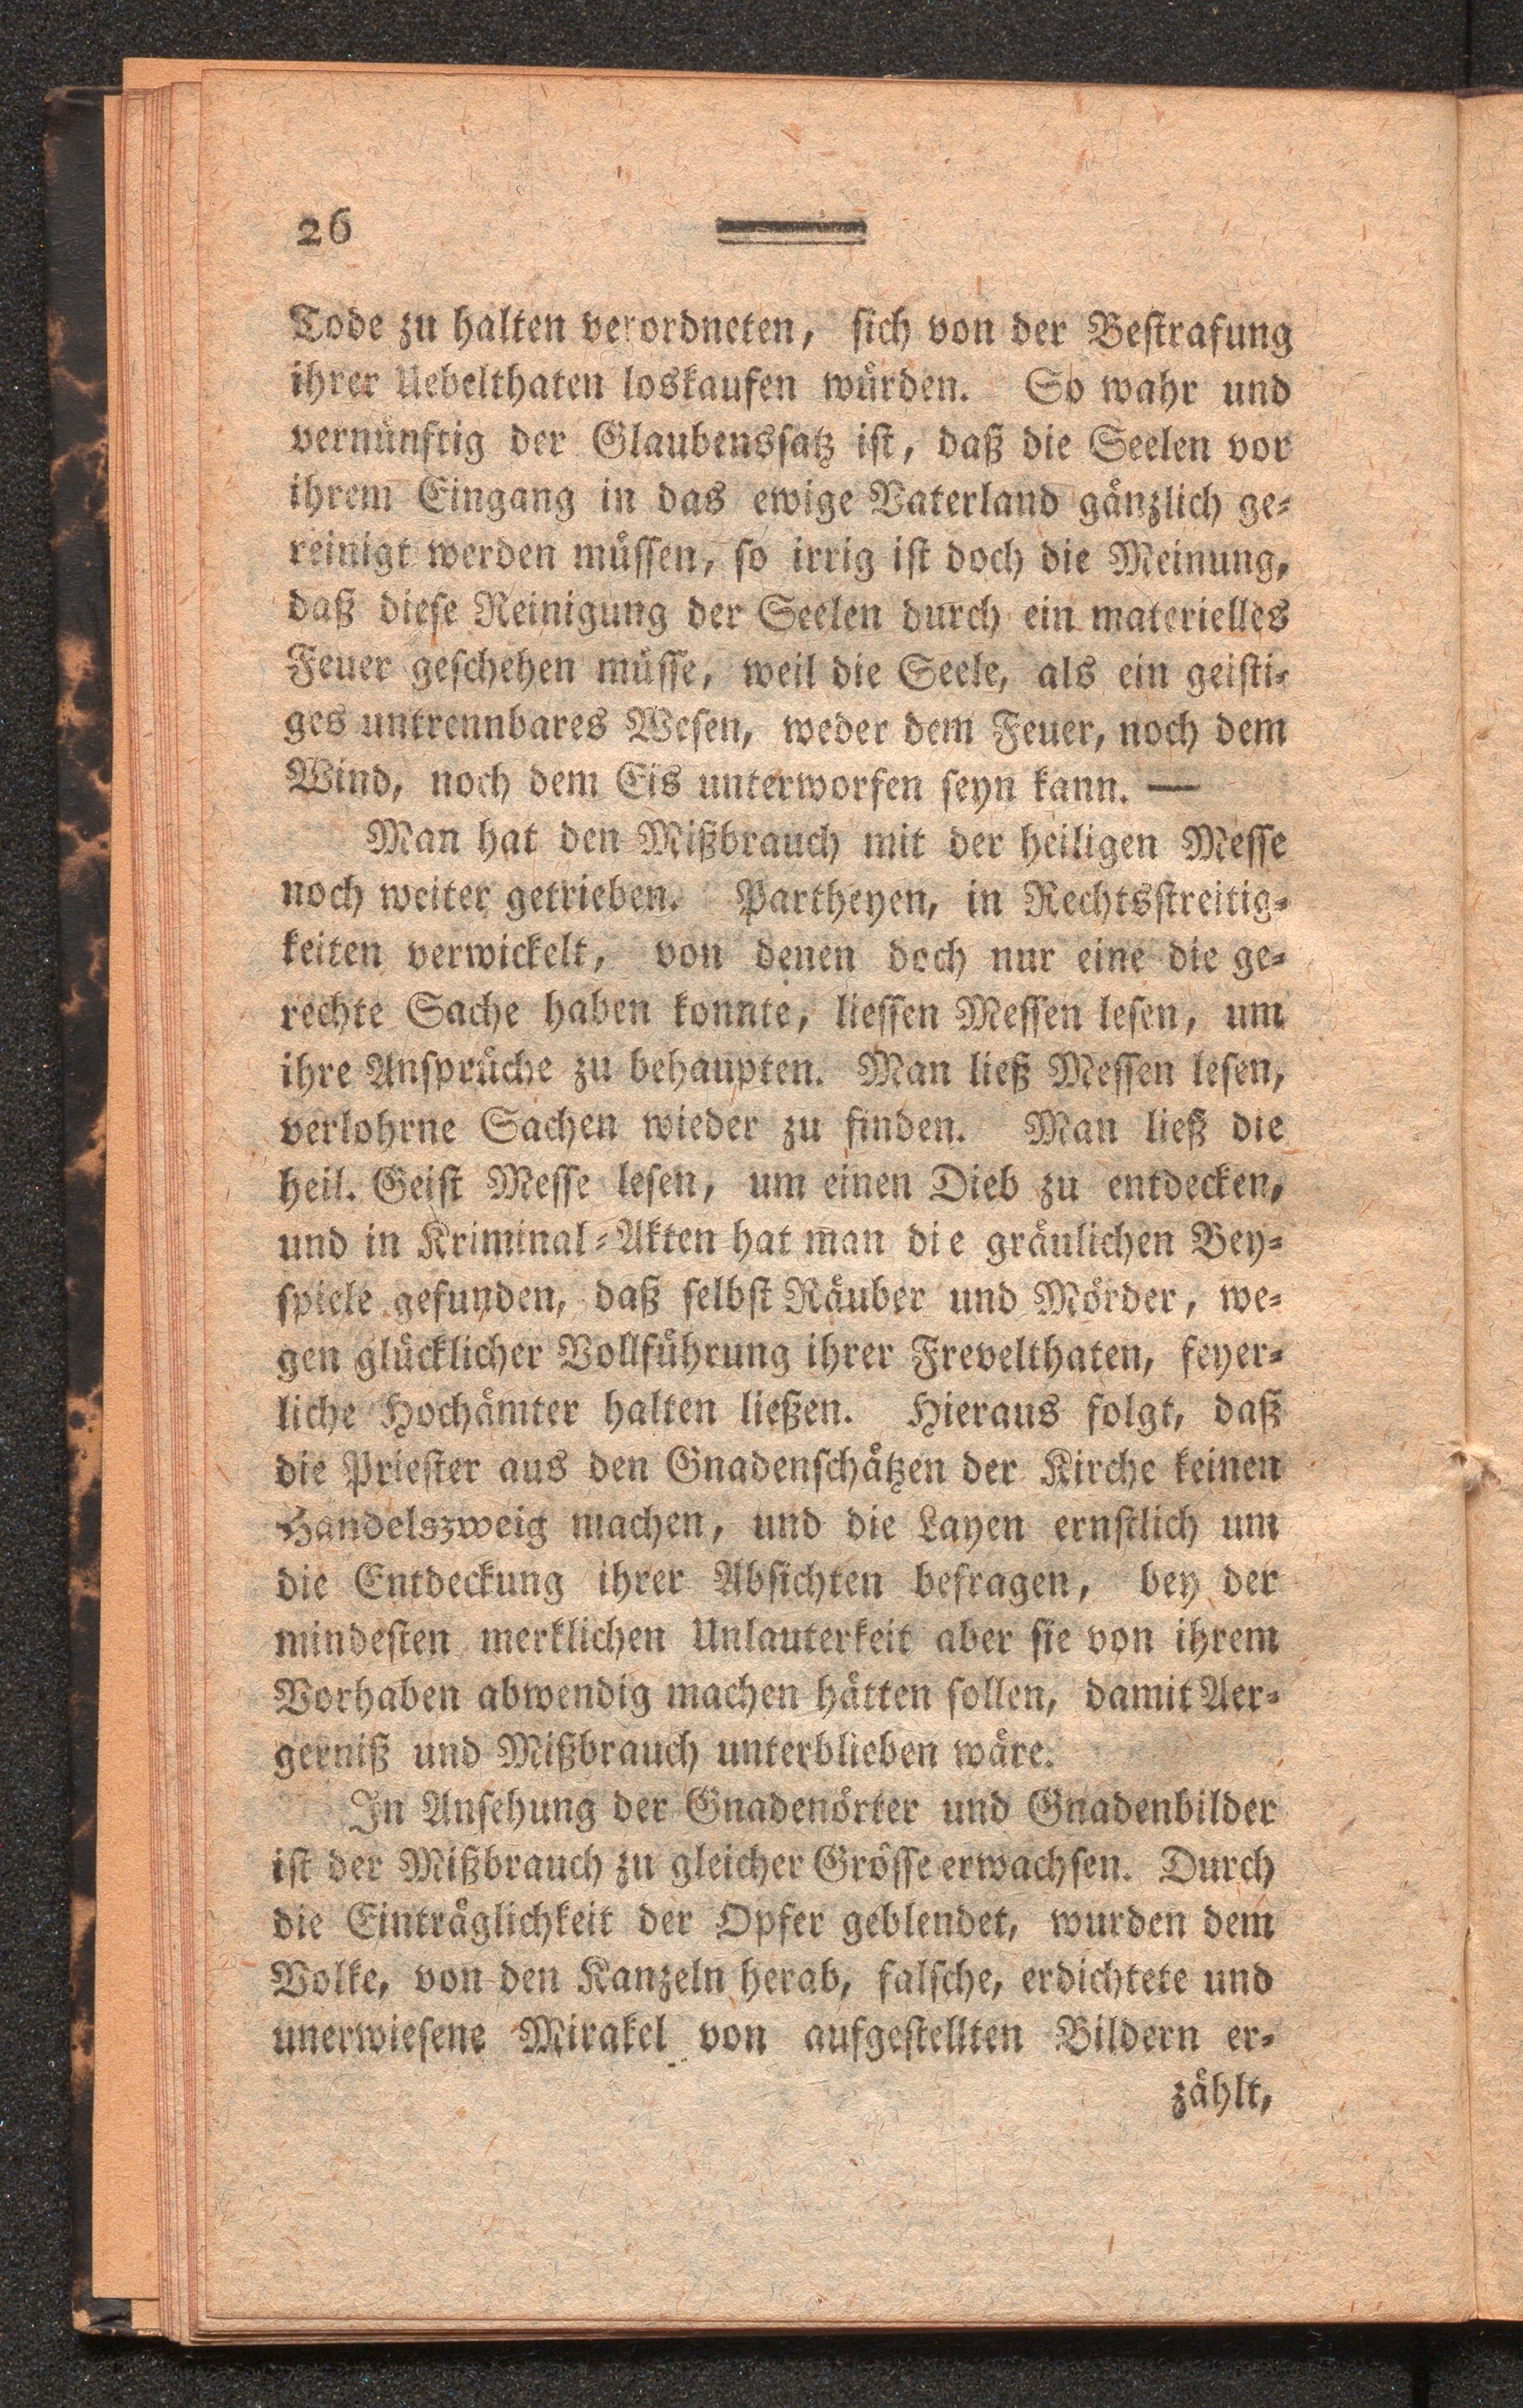 26
Tode zu halten verordneten, sich von der Bestrafung
ihrer Uebelthaten loskaufen würden. So wahr und
vernünftig der Glaubenssatz ist, daß die Seelen vor
ihrem Eingang in das ewige Vaterland gänzlich ge-
reinigt werden müssen, so irrig ist doch die Meinung,
daß diese Reinigung der Seelen durch ein materielles
Feuer geschehen müsse, weil die Seele, als ein geisti-
ges untrennbares Wesen, weder dem Feuer, noch dem
Wind, noch dem Eis unterworfen seyn kann. —
Man hat den Mißbrauch mit der heiligen Messe
noch weiter getrieben. Partheyen, in Rechtsstreitig-
keiten verwickelt, von denen doch nur eine die ge-
rechte Sache haben konnte, liessen Messen lesen, um
ihre Ansprüche zu behaupten. Man ließ Messen lesen,
verlohrne Sachen wieder zu finden. Man ließ die
heil. Geist Messe lesen, um einen Dieb zu entdecken,
und in Kriminal-Akten hat man die gräulichen Bey-
spiele gefunden, daß selbst Räuber und Mörder, we-
gen glücklicher Vollführung ihrer Frevelthaten, feyer-
liche Hochämter halten ließen. Hieraus folgt, daß
die Priester aus den Gnadenschätzen der Kirche keinen
Handelszweig machen, und die Layen ernstlich um
die Entdeckung ihrer Absichten befragen, bey der
mindesten merklichen Unlauterkeit aber sie von ihrem
Vorhaben abwendig machen hätten sollen, damit Aer-
gerniß und Mißbrauch unterblieben wäre.
In Ansehung der Gnadenörter und Gnadenbilder
ist der Mißbrauch zu gleicher Grösse erwachsen. Durch
die Einträglichkeit der Opfer geblendet, wurden dem
Volke, von den Kanzeln herab, falsche, erdichtete und
unerwiesene Mirakel von aufgestellten Bildern er-
zählt,